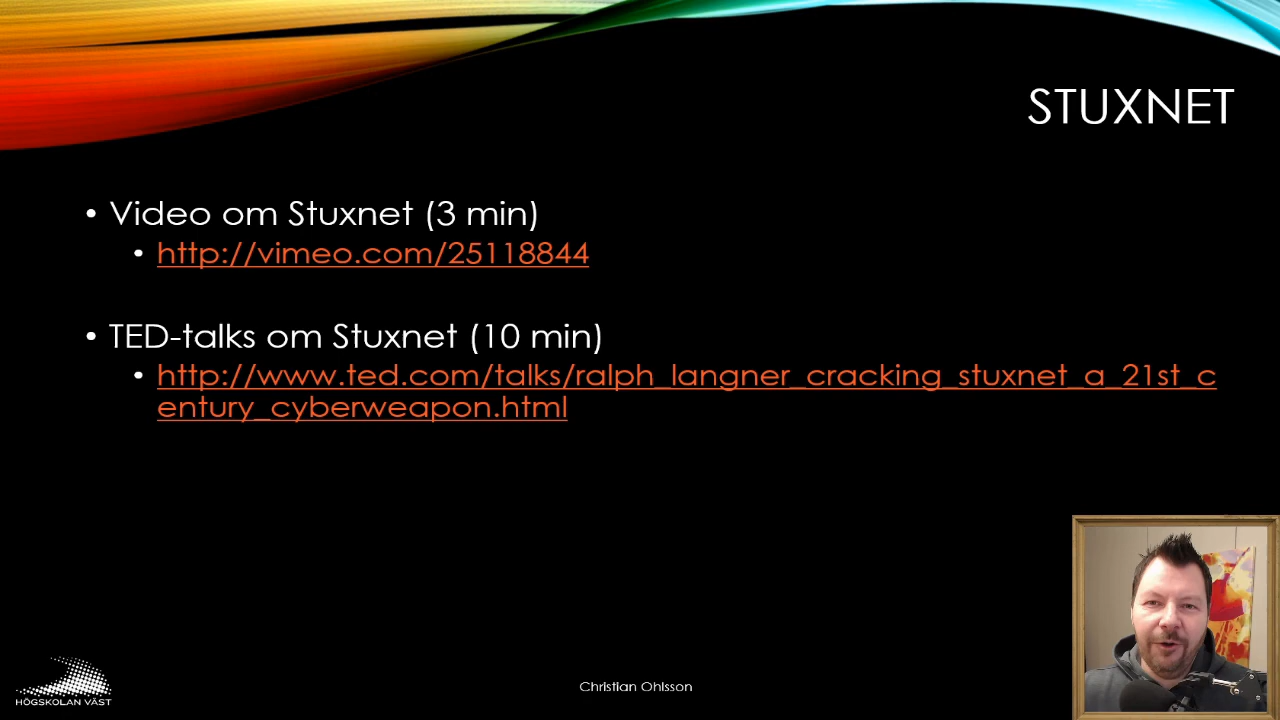 STUXNET
• Video om Stuxnet (3 min)
• http://vimeo.com/25118844
• TED-talks om Stuxnet (10 min)
• http://www.ted.com/talks/ralph_langner_cracking_stuxnet_a_21st_c
entury_cyberweapon.html
Christian Ohlsson
HÖGSKOLAN VÄST